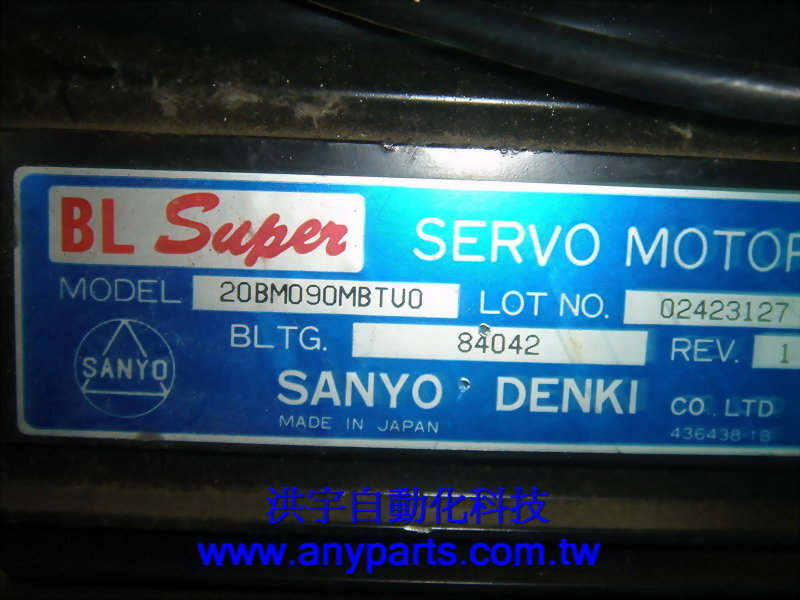 BL Super SERVO MOTOR
MODEL 20BM090MBTU0 LOT NO. 02423127
BLTG. 84042 REV. 1
SANYO
SANYO DENKI CO., LTD
MADE IN JAPAN 436438-1B
洪宇自動化科技
www.anyparts.com.tw